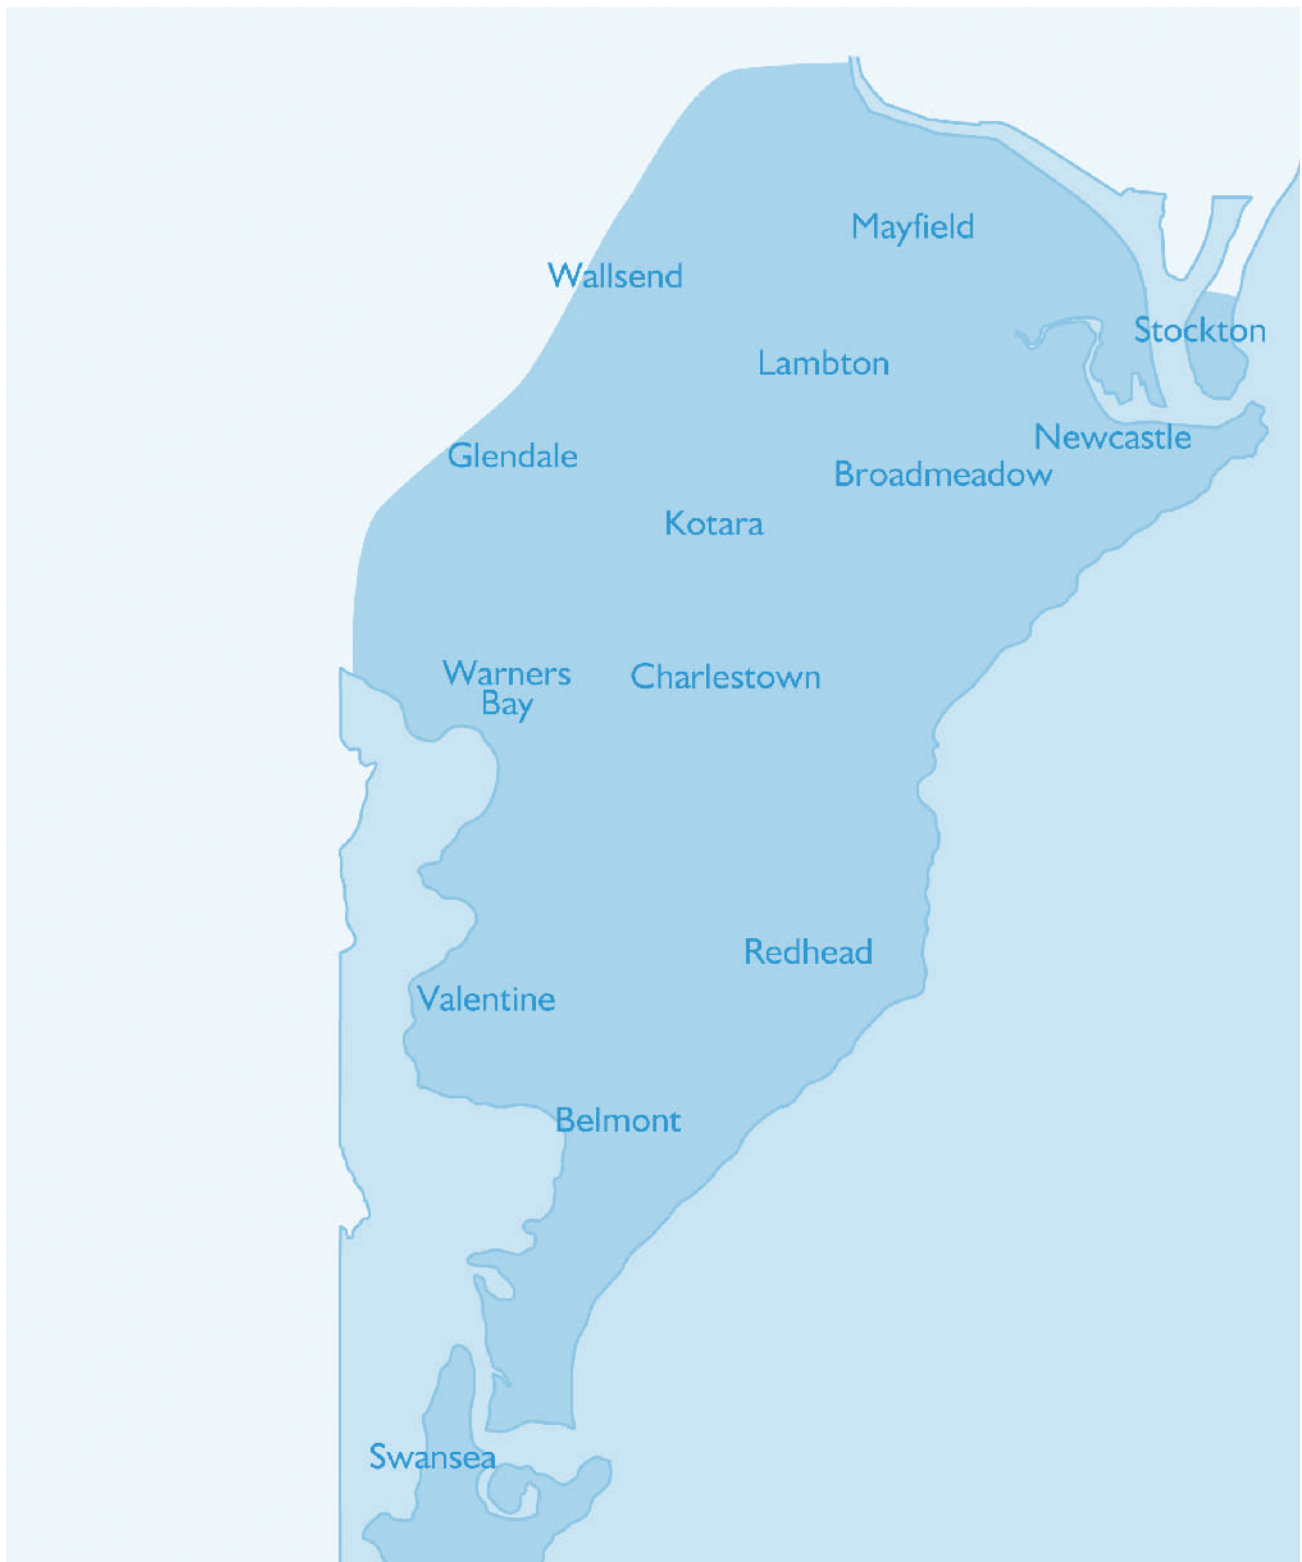 Mayfield
Wallsend
Stockton
Lambton
Newcastle
Glendale
Broadmeadow
Kotara
Warners
Bay
Charlestown
Redhead
Valentine
Belmont
Swansea